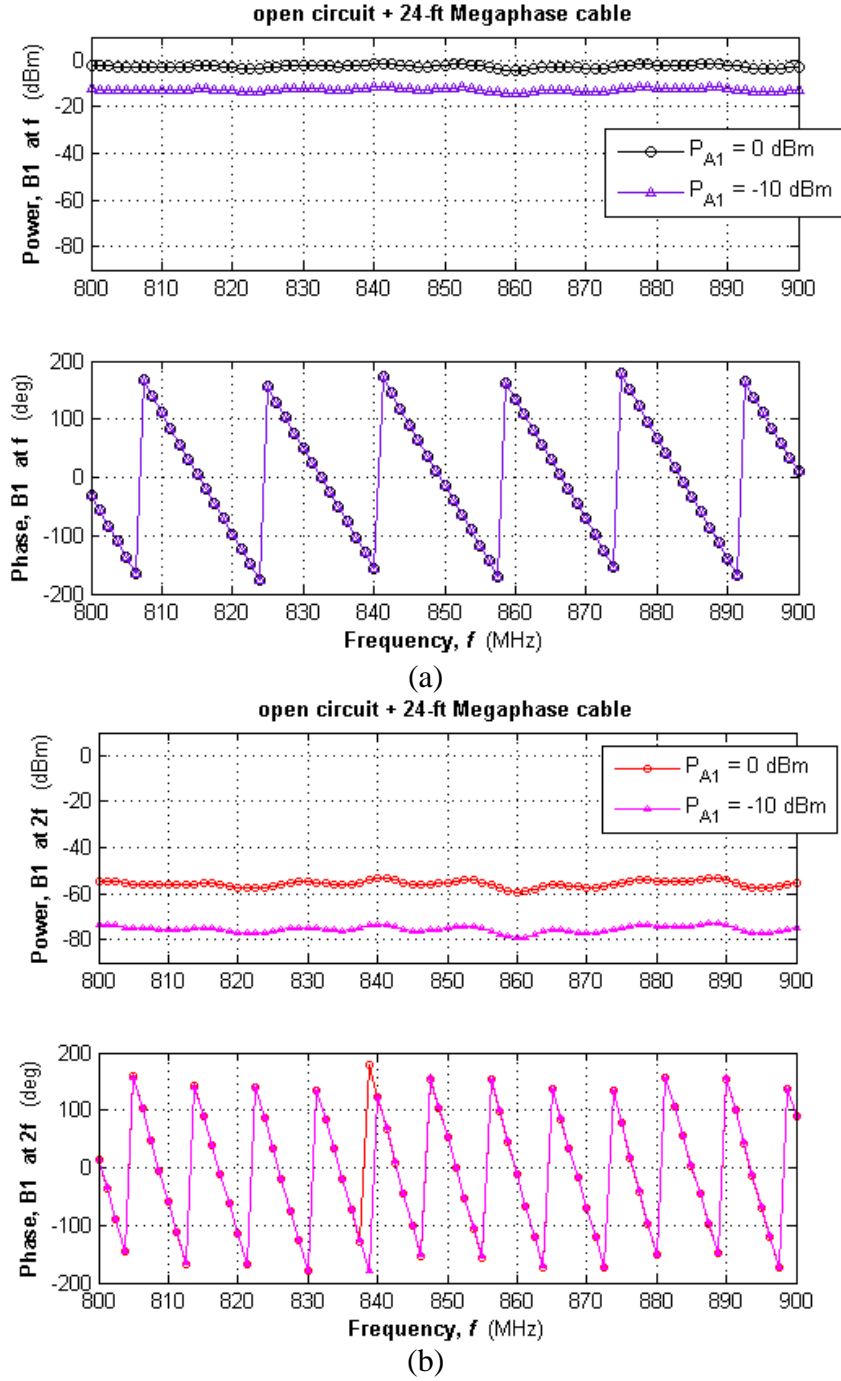 open circuit + 24-ft Megaphase cable
Power, B1 at f (dBm)
0
-20
-40
-60
-80
P_A1 = 0 dBm
P_A1 = -10 dBm
800 810 820 830 840 850 860 870 880 890 900
Phase, B1 at f (deg)
200
100
0
-100
-200
800 810 820 830 840 850 860 870 880 890 900
Frequency, f (MHz)
(a)
open circuit + 24-ft Megaphase cable
Power, B1 at 2f (dBm)
0
-20
-40
-60
-80
P_A1 = 0 dBm
P_A1 = -10 dBm
800 810 820 830 840 850 860 870 880 890 900
Phase, B1 at 2f (deg)
200
100
0
-100
-200
800 810 820 830 840 850 860 870 880 890 900
Frequency, f (MHz)
(b)